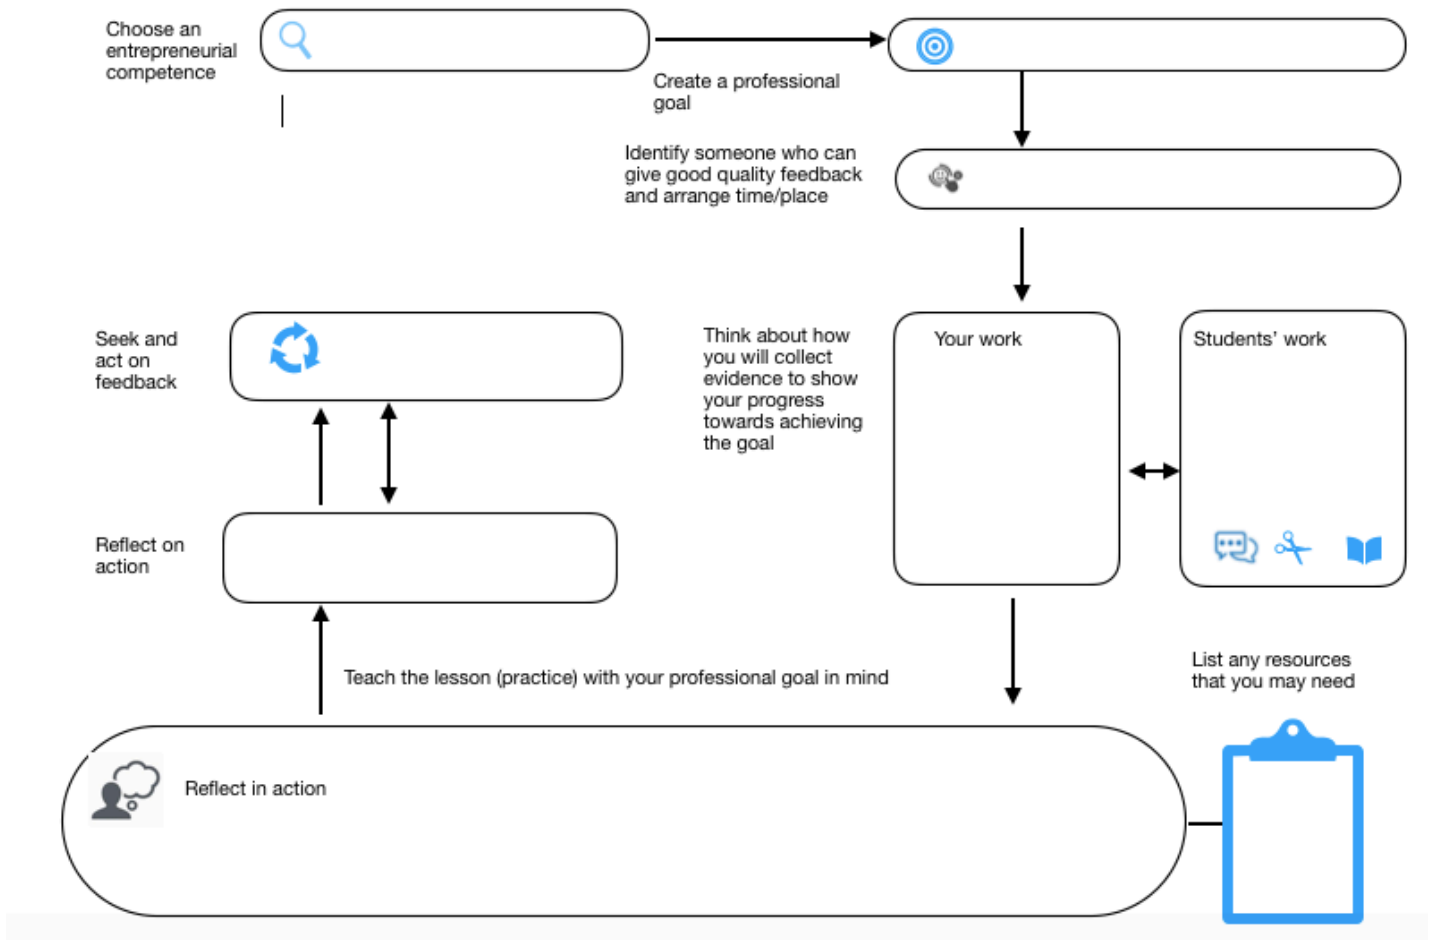 Choose an
entrepreneurial
competence
Create a professional
goal
Identify someone who can
give good quality feedback
and arrange time/place
Seek and
act on
feedback
Think about how
you will collect
evidence to show
your progress
towards achieving
the goal
Your work
Students’ work
Reflect on
action
Teach the lesson (practice) with your professional goal in mind
List any resources
that you may need
Reflect in action